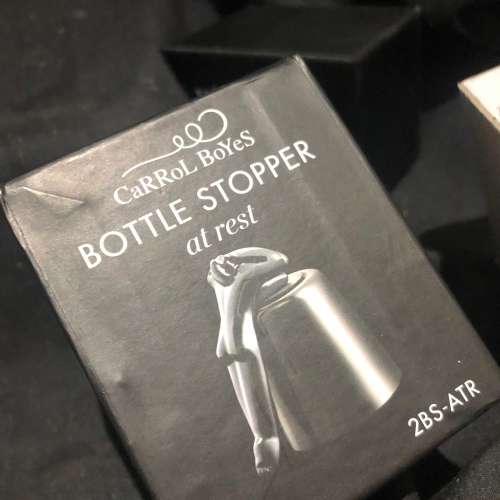 CaRRoL BoYeS
BOTTLE STOPPER
at rest
2BS-ATR